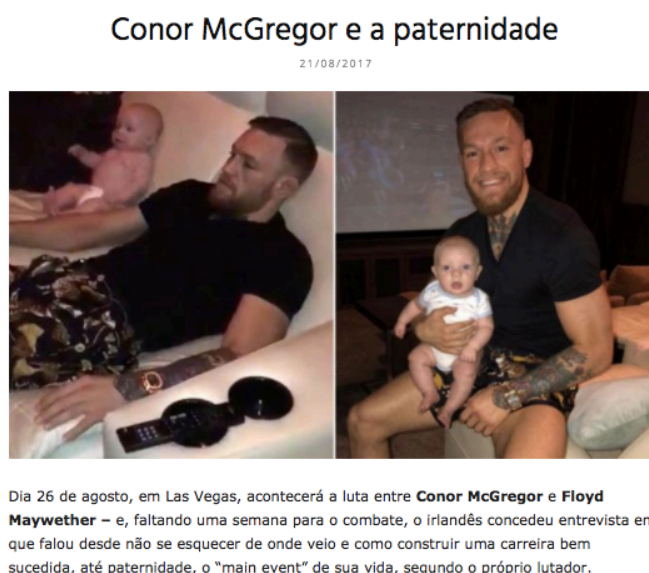 Conor McGregor e a paternidade
21/08/2017
Dia 26 de agosto, em Las Vegas, acontecerá a luta entre Conor McGregor e Floyd
Maywether – e, faltando uma semana para o combate, o irlandês concedeu entrevista em
que falou desde não se esquecer de onde veio e como construir uma carreira bem
sucedida, até paternidade, o “main event” de sua vida, segundo o próprio lutador.